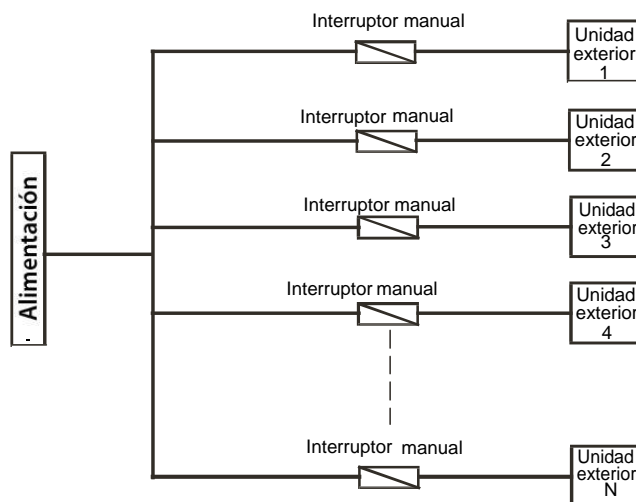 Interruptor manual
Unidad
exterior
1
Interruptor manual
Unidad
exterior
2
Alimentación
Interruptor manual
Unidad
exterior
3
Interruptor manual
Unidad
exterior
4
Interruptor manual
Unidad
exterior
N